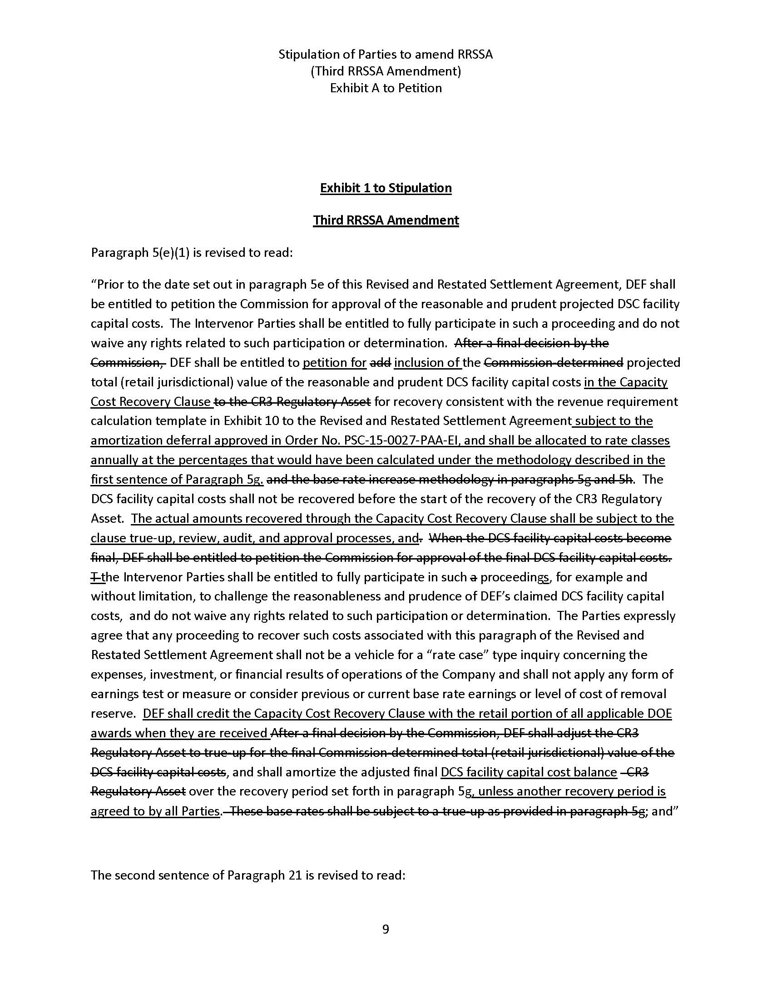 Stipulation of Parties to amend RRSSA
(Third RRSSA Amendment)
Exhibit A to Petition
Exhibit 1 to Stipulation
Third RRSSA Amendment
Paragraph 5(e)(1) is revised to read:
“Prior to the date set out in paragraph 5e of this Revised and Restated Settlement Agreement, DEF shall
be entitled to petition the Commission for approval of the reasonable and prudent projected DSC facility
capital costs.  The Intervenor Parties shall be entitled to fully participate in such a proceeding and do not
waive any rights related to such participation or determination.  After a final decision by the
Commission,  DEF shall be entitled to petition for add inclusion of the Commission-determined projected
total (retail jurisdictional) value of the reasonable and prudent DCS facility capital costs in the Capacity
Cost Recovery Clause to the CR3 Regulatory Asset for recovery consistent with the revenue requirement
calculation template in Exhibit 10 to the Revised and Restated Settlement Agreement subject to the
amortization deferral approved in Order No. PSC-15-0027-PAA-EI, and shall be allocated to rate classes
annually at the percentages that would have been calculated under the methodology described in the
first sentence of Paragraph 5g. and the base rate increase methodology in paragraphs 5g and 5h.  The
DCS facility capital costs shall not be recovered before the start of the recovery of the CR3 Regulatory
Asset.  The actual amounts recovered through the Capacity Cost Recovery Clause shall be subject to the
clause true-up, review, audit, and approval processes, and.  When the DCS facility capital costs become
final, DEF shall be entitled to petition the Commission for approval of the final DCS facility capital costs.
T the Intervenor Parties shall be entitled to fully participate in such a proceedings, for example and
without limitation, to challenge the reasonableness and prudence of DEF’s claimed DCS facility capital
costs,  and do not waive any rights related to such participation or determination.  The Parties expressly
agree that any proceeding to recover such costs associated with this paragraph of the Revised and
Restated Settlement Agreement shall not be a vehicle for a “rate case” type inquiry concerning the
expenses, investment, or financial results of operations of the Company and shall not apply any form of
earnings test or measure or consider previous or current base rate earnings or level of cost of removal
reserve.  DEF shall credit the Capacity Cost Recovery Clause with the retail portion of all applicable DOE
awards when they are received After a final decision by the Commission, DEF shall adjust the CR3
Regulatory Asset to true-up for the final Commission-determined total (retail jurisdictional) value of the
DCS facility capital costs, and shall amortize the adjusted final DCS facility capital cost balance  CR3
Regulatory Asset over the recovery period set forth in paragraph 5g, unless another recovery period is
agreed to by all Parties.  These base rates shall be subject to a true-up as provided in paragraph 5g; and”
The second sentence of Paragraph 21 is revised to read:
9